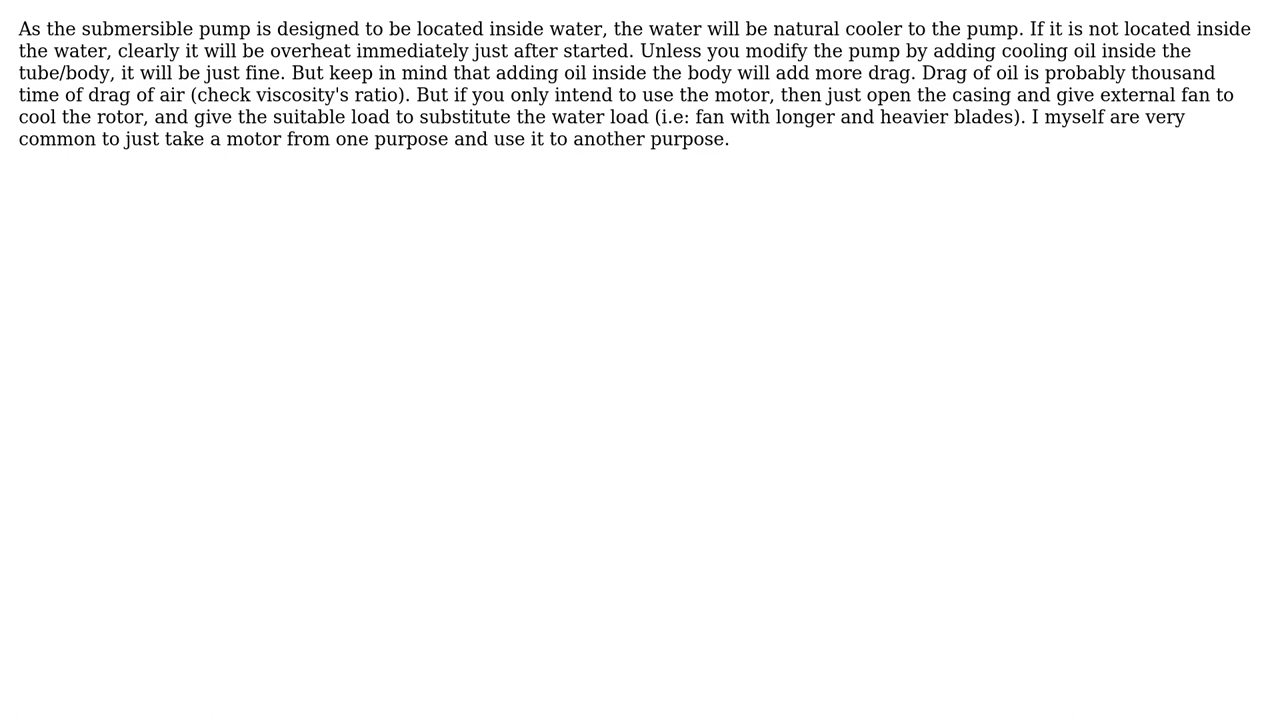 As the submersible pump is designed to be located inside water, the water will be natural cooler to the pump. If it is not located inside
the water, clearly it will be overheat immediately just after started. Unless you modify the pump by adding cooling oil inside the
tube/body, it will be just fine. But keep in mind that adding oil inside the body will add more drag. Drag of oil is probably thousand
time of drag of air (check viscosity's ratio). But if you only intend to use the motor, then just open the casing and give external fan to
cool the rotor, and give the suitable load to substitute the water load (i.e: fan with longer and heavier blades). I myself are very
common to just take a motor from one purpose and use it to another purpose.